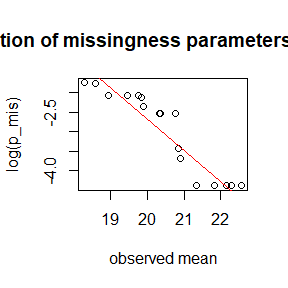 tion of missingness parameters
log(p_mis)
-2.5
-4.0
19 20 21 22
observed mean